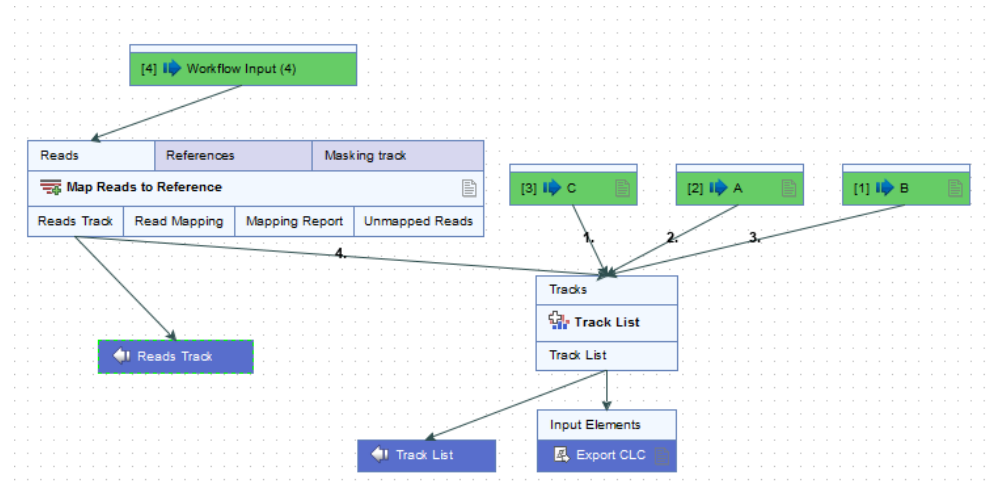 [4] Workflow Input (4)
Reads References Masking track
Map Reads to Reference
Reads Track Read Mapping Mapping Report Unmapped Reads
[3] C [2] A [1] B
1. 2. 3.
4.
Tracks
Track List
Track List
Reads Track
Input Elements
Track List Export CLC